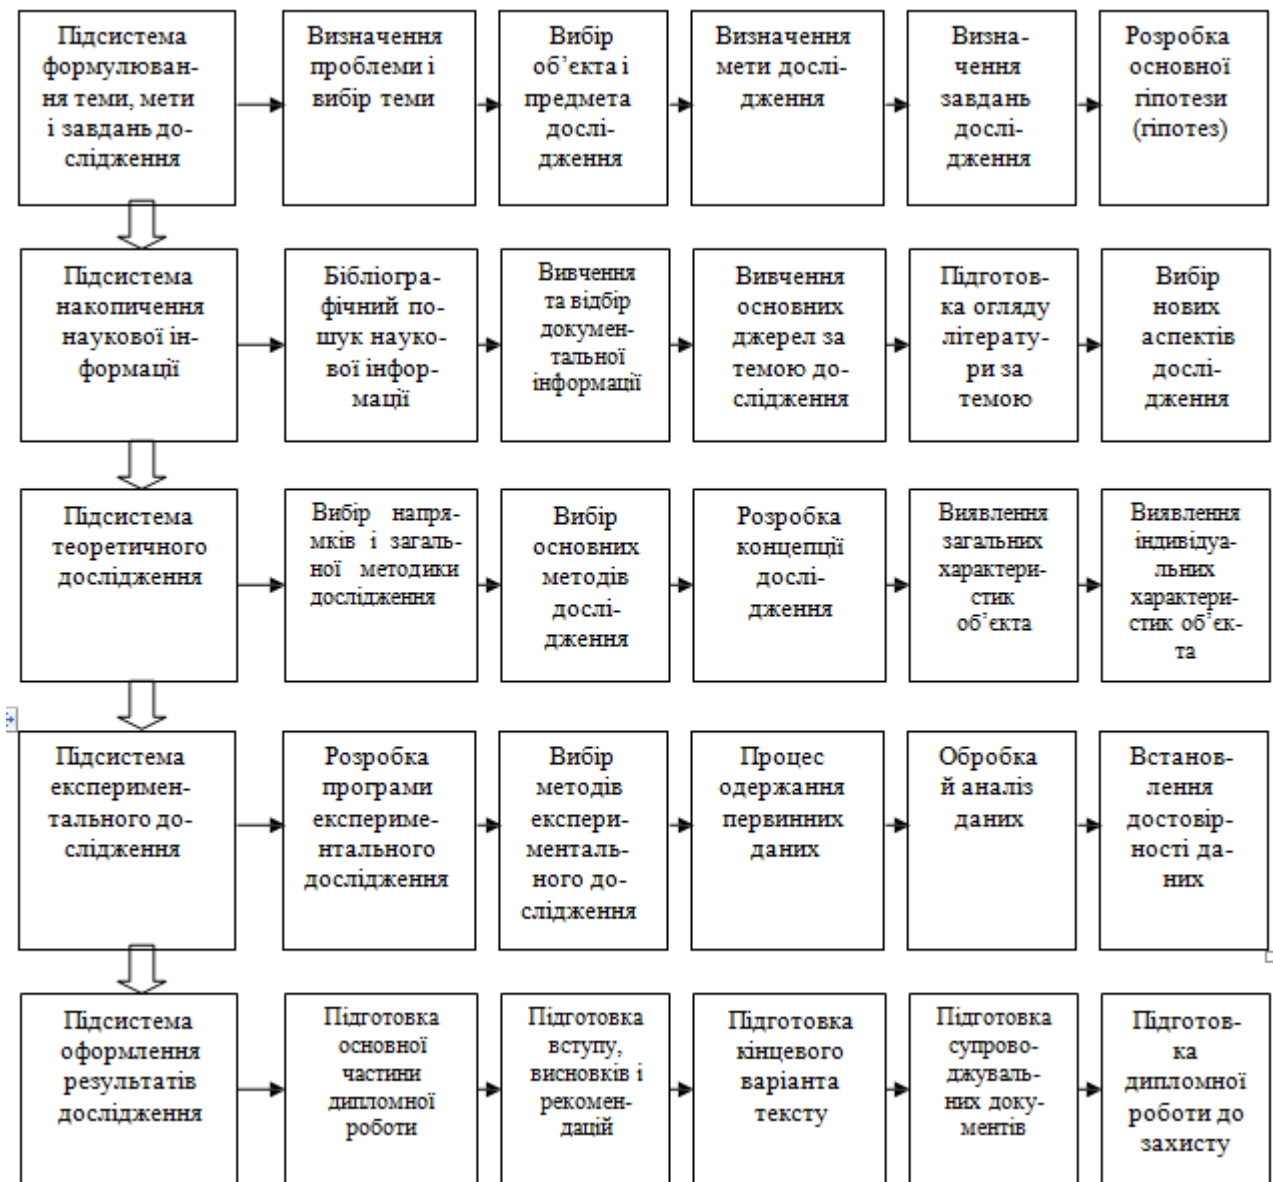 Підсистема
формулюван-
ня теми, мети
і завдань до-
слідження
Визначення
проблеми і
вибір теми
Вибір
об’єкта і
предмета
дослі-
дження
Визначення
мети дослі-
дження
Визна-
чення
завдань
дослі-
дження
Розробка
основної
гіпотези
(гіпотез)
Підсистема
накопичення
наукової ін-
формації
Бібліогра-
фічний по-
шук науко-
вої інфор-
мації
Вивчення
та відбір
докумен-
тальної
інформації
Вивчення
основних
джерел за
темою до-
слідження
Підготов-
ка огляду
літерату-
ри за
темою
Вибір
нових
аспектів
дослі-
дження
Підсистема
теоретичного
дослідження
Вибір напря-
мків і загаль-
ної методики
дослідження
Вибір
основних
методів
дослі-
дження
Розробка
концепції
дослі-
дження
Виявлення
загальних
характери-
стик
об’єкта
Виявлення
індивідуа-
льних
характери-
стик об’єк-
та
Підсистема
експеримен-
тального до-
слідження
Розробка
програми
експериме-
нтального
дослідження
Вибір
методів
експери-
менталь-
ного до-
слідження
Процес
одержання
первинних
даних
Обробка
й аналіз
даних
Встанов-
лення
достовір-
ності да-
них
Підсистема
оформлення
результатів
дослідження
Підготовка
основної
частини
дипломної
роботи
Підготовка
вступу,
висновків і
рекомен-
дацій
Підготовка
кінцевого
варіанта
тексту
Підготовка
супрово-
джуваль-
них доку-
ментів
Підготов-
ка
дипломної
роботи до
захисту